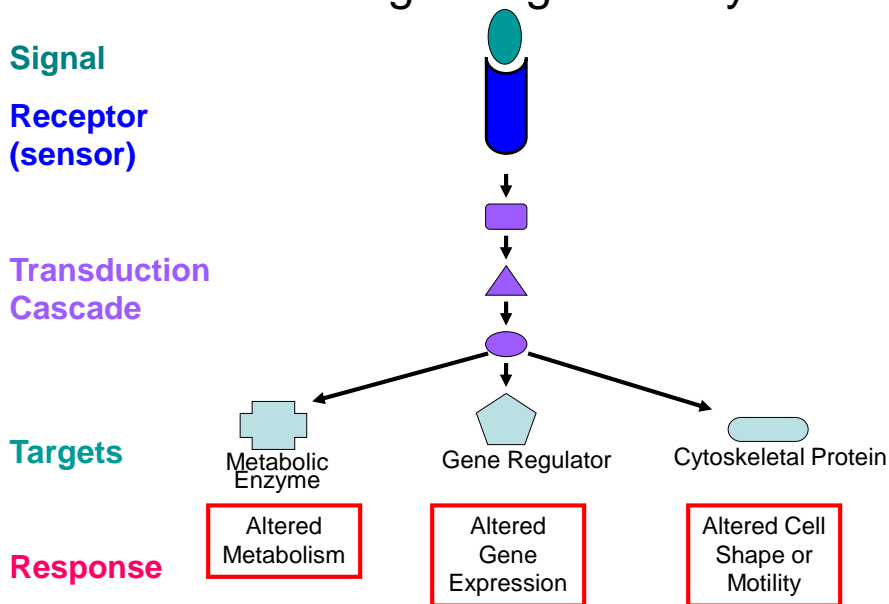 Signal
Receptor
(sensor)
Transduction
Cascade
Targets
Metabolic
Enzyme
Gene Regulator
Cytoskeletal Protein
Response
Altered
Metabolism
Altered
Gene
Expression
Altered Cell
Shape or
Motility